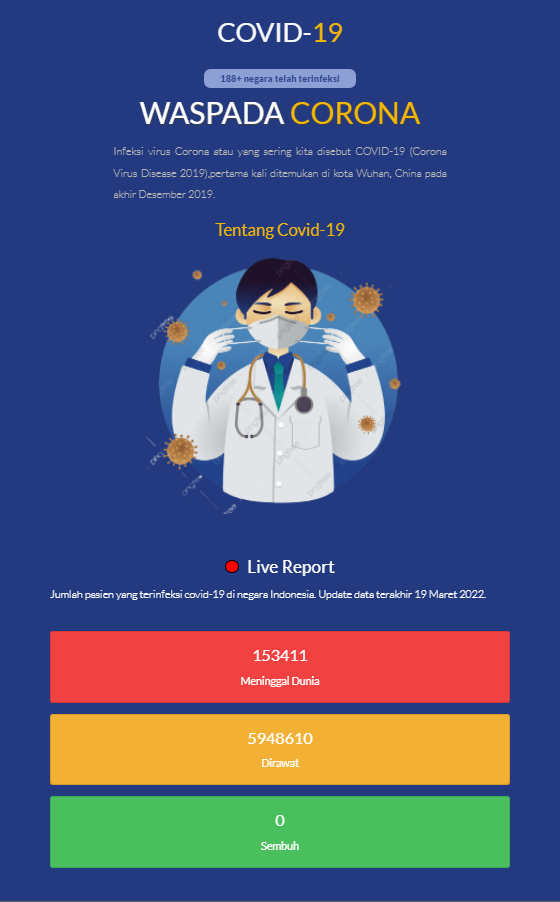 COVID-19
188+ negara telah terinfeksi
WASPADA CORONA
Infeksi virus Corona atau yang sering kita disebut COVID-19 (Corona
Virus Disease 2019),pertama kali ditemukan di kota Wuhan, China pada
akhir Desember 2019.
Tentang Covid-19
Live Report
Jumlah pasien yang terinfeksi covid-19 di negara Indonesia. Update data terakhir 19 Maret 2022.
153411
Meninggal Dunia
5948610
Dirawat
0
Sembuh